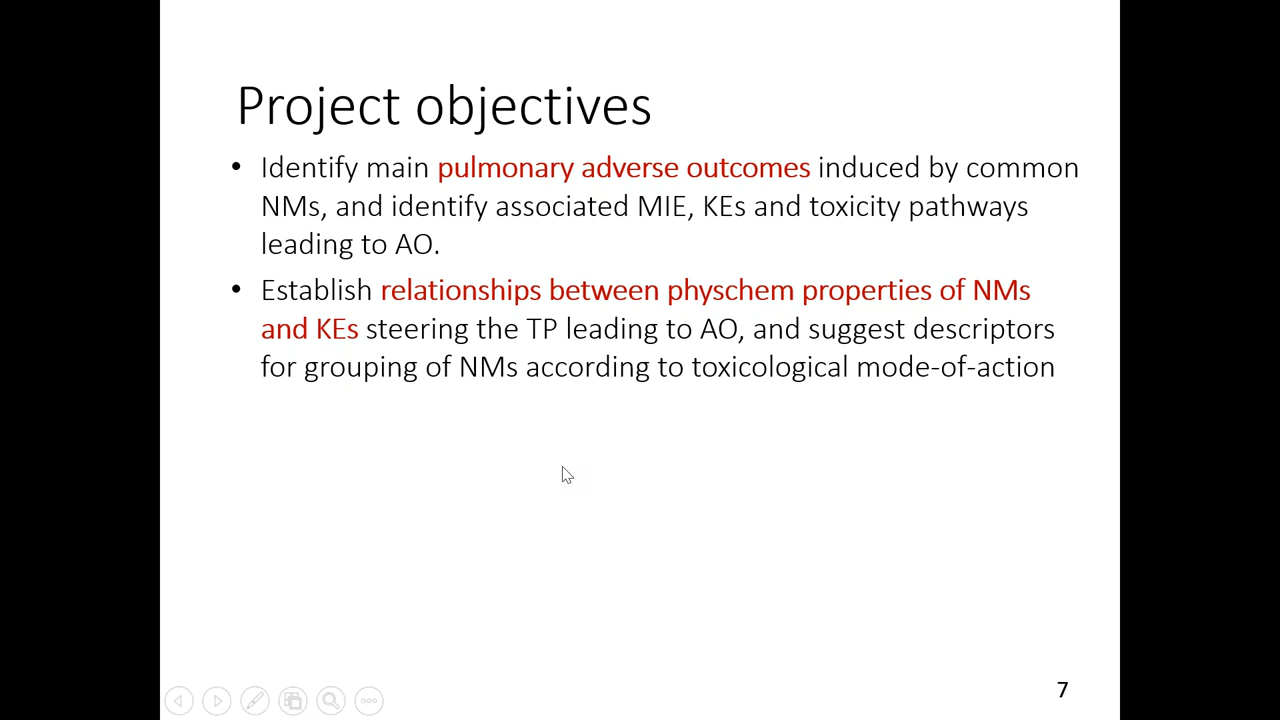 Project objectives
• Identify main pulmonary adverse outcomes induced by common
NMs, and identify associated MIE, KEs and toxicity pathways
leading to AO.
• Establish relationships between physchem properties of NMs
and KEs steering the TP leading to AO, and suggest descriptors
for grouping of NMs according to toxicological mode-of-action
7